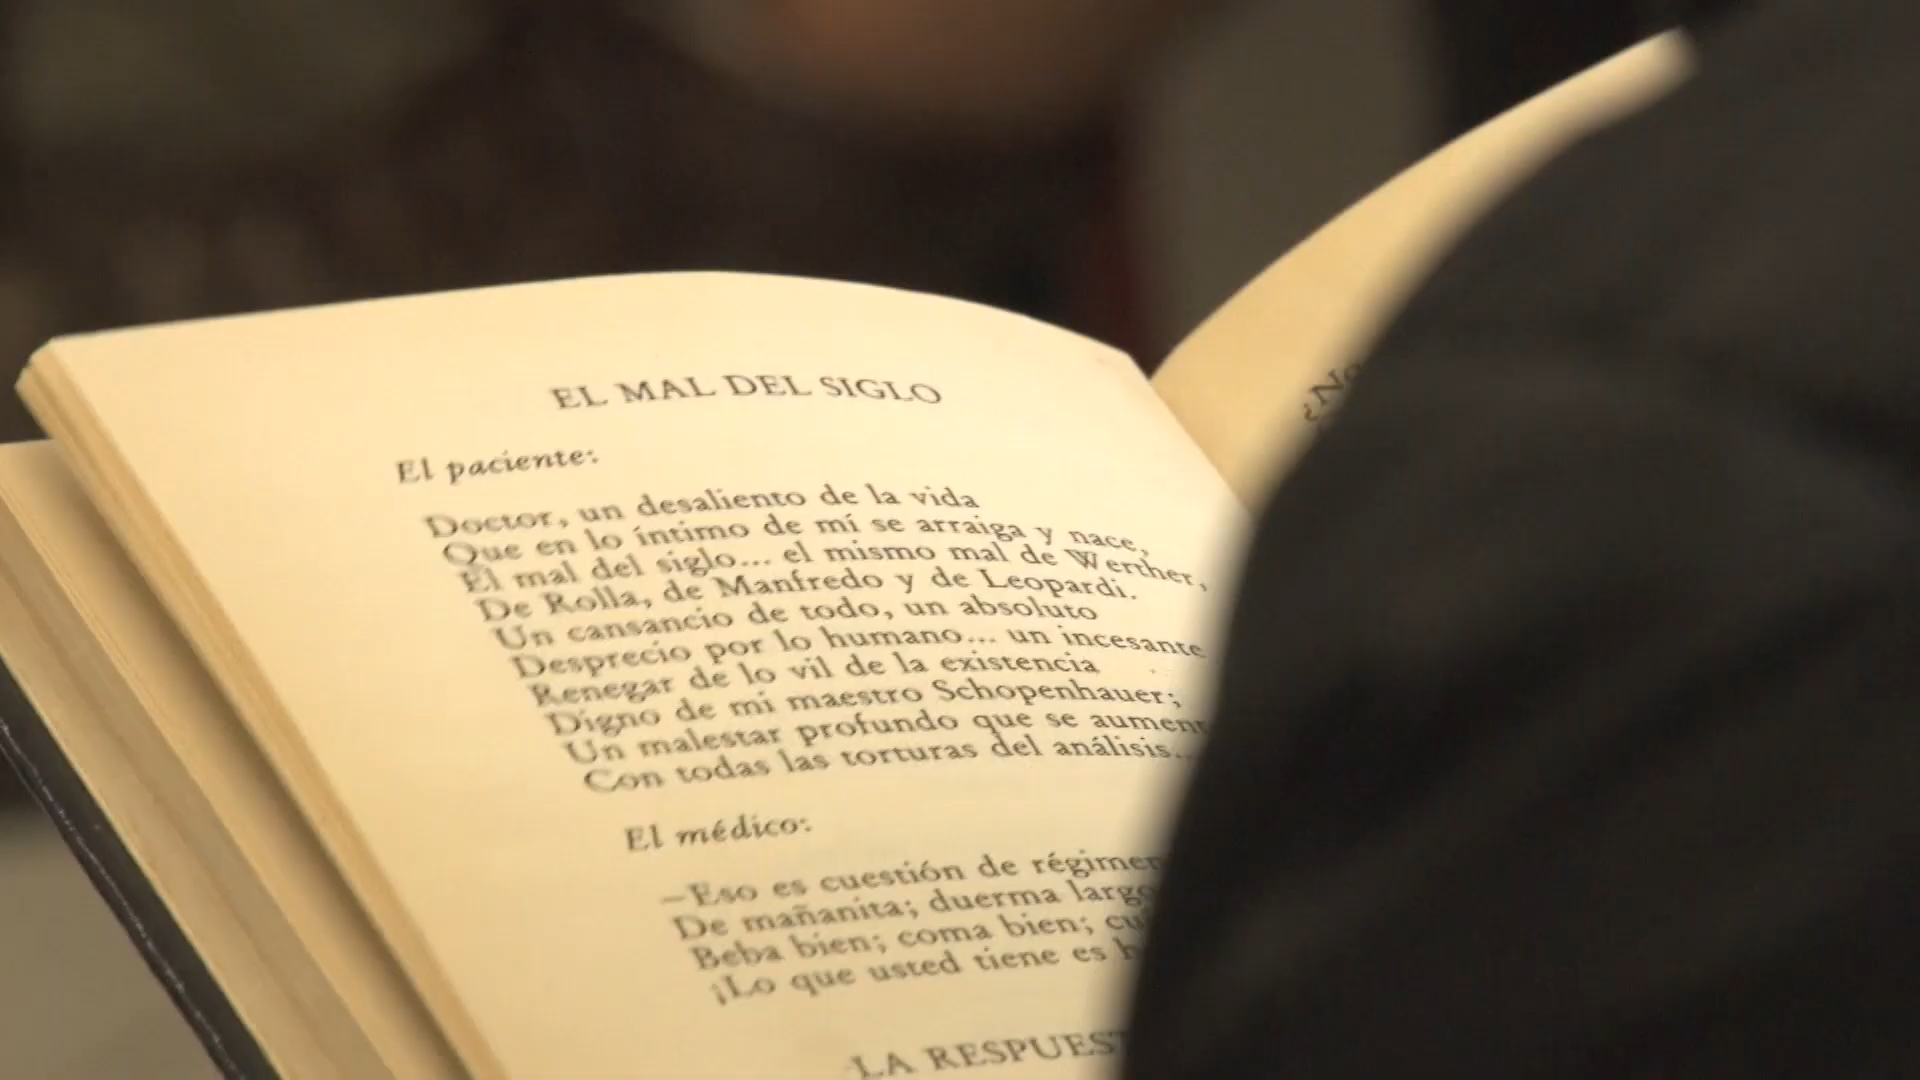 EL MAL DEL SIGLO
El paciente:
Doctor, un desaliento de la vida
Que en lo íntimo de mí se arraiga y nace,
El mal del siglo... el mismo mal de Werther,
De Rolla, de Manfredo y de Leopardi.
Un cansancio de todo, un absoluto
Desprecio por lo humano... un incesante
Renegar de lo vil de la existencia
Digno de mi maestro Schopenhauer;
Un malestar profundo que se aument
Con todas las torturas del análisis...
El médico:
—Eso es cuestión de régimen
De mañanita; duerma largo
Beba bien; coma bien; cu
¡Lo que usted tiene es h
LA RESPUEST
¿No